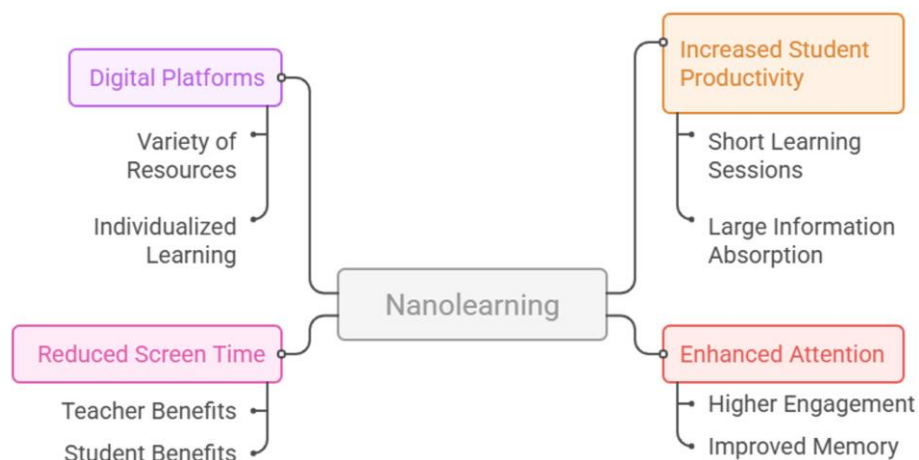 Digital Platforms
Variety of
Resources
Individualized
Learning
Reduced Screen Time
Teacher Benefits
Student Benefits
Nanolearning
Increased Student
Productivity
Short Learning
Sessions
Large Information
Absorption
Enhanced Attention
Higher Engagement
Improved Memory